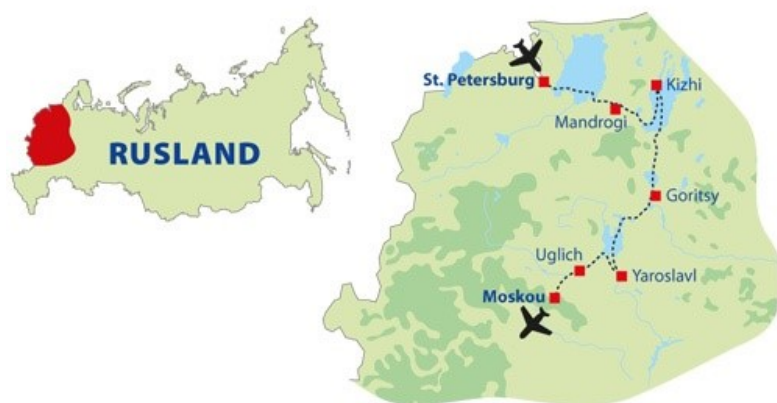 RUSLAND
St. Petersburg
Kizhi
Mandrogi
Goritsy
Uglich
Yaroslavl
Moskou